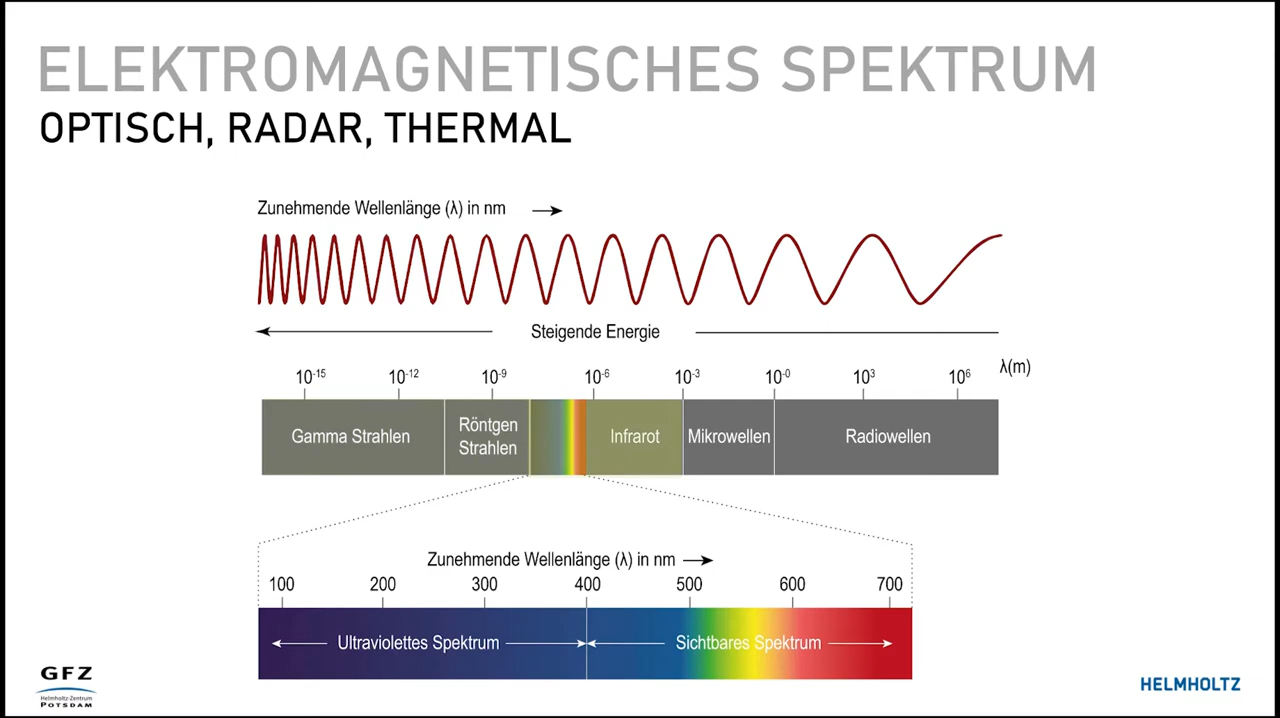 ELEKTROMAGNETISCHES SPEKTRUM
OPTISCH, RADAR, THERMAL
Zunehmende Wellenlänge (λ) in nm
Steigende Energie
10⁻¹⁵ 10⁻¹² 10⁻⁹ 10⁻⁶ 10⁻³ 10⁻⁰ 10³ 10⁶ λ(m)
Gamma Strahlen Röntgen Strahlen Infrarot Mikrowellen Radiowellen
Zunehmende Wellenlänge (λ) in nm
100 200 300 400 500 600 700
Ultraviolettes Spektrum Sichtbares Spektrum
GFZ
Helmholtz-Zentrum
POTSDAM
HELMHOLTZ